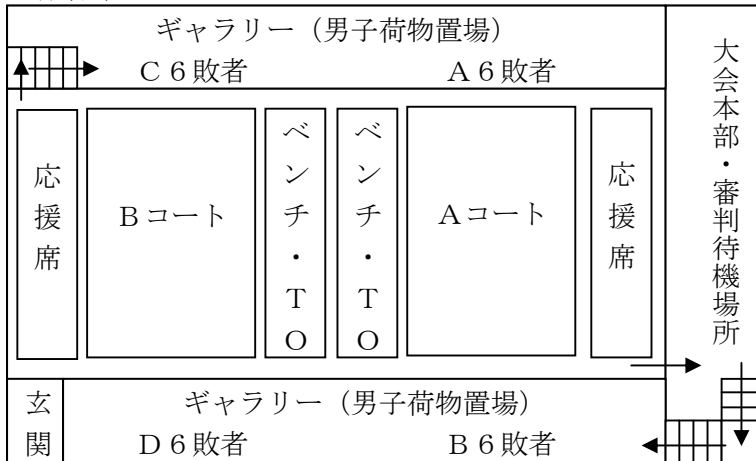 ギャラリー（男子荷物置場）
Ｃ６敗者
Ａ６敗者
大会本部・審判待機場所
応援席
Ｂコート
ベンチ・ＴＯ
ベンチ・ＴＯ
Ａコート
応援席
玄関
ギャラリー（男子荷物置場）
Ｄ６敗者
Ｂ６敗者